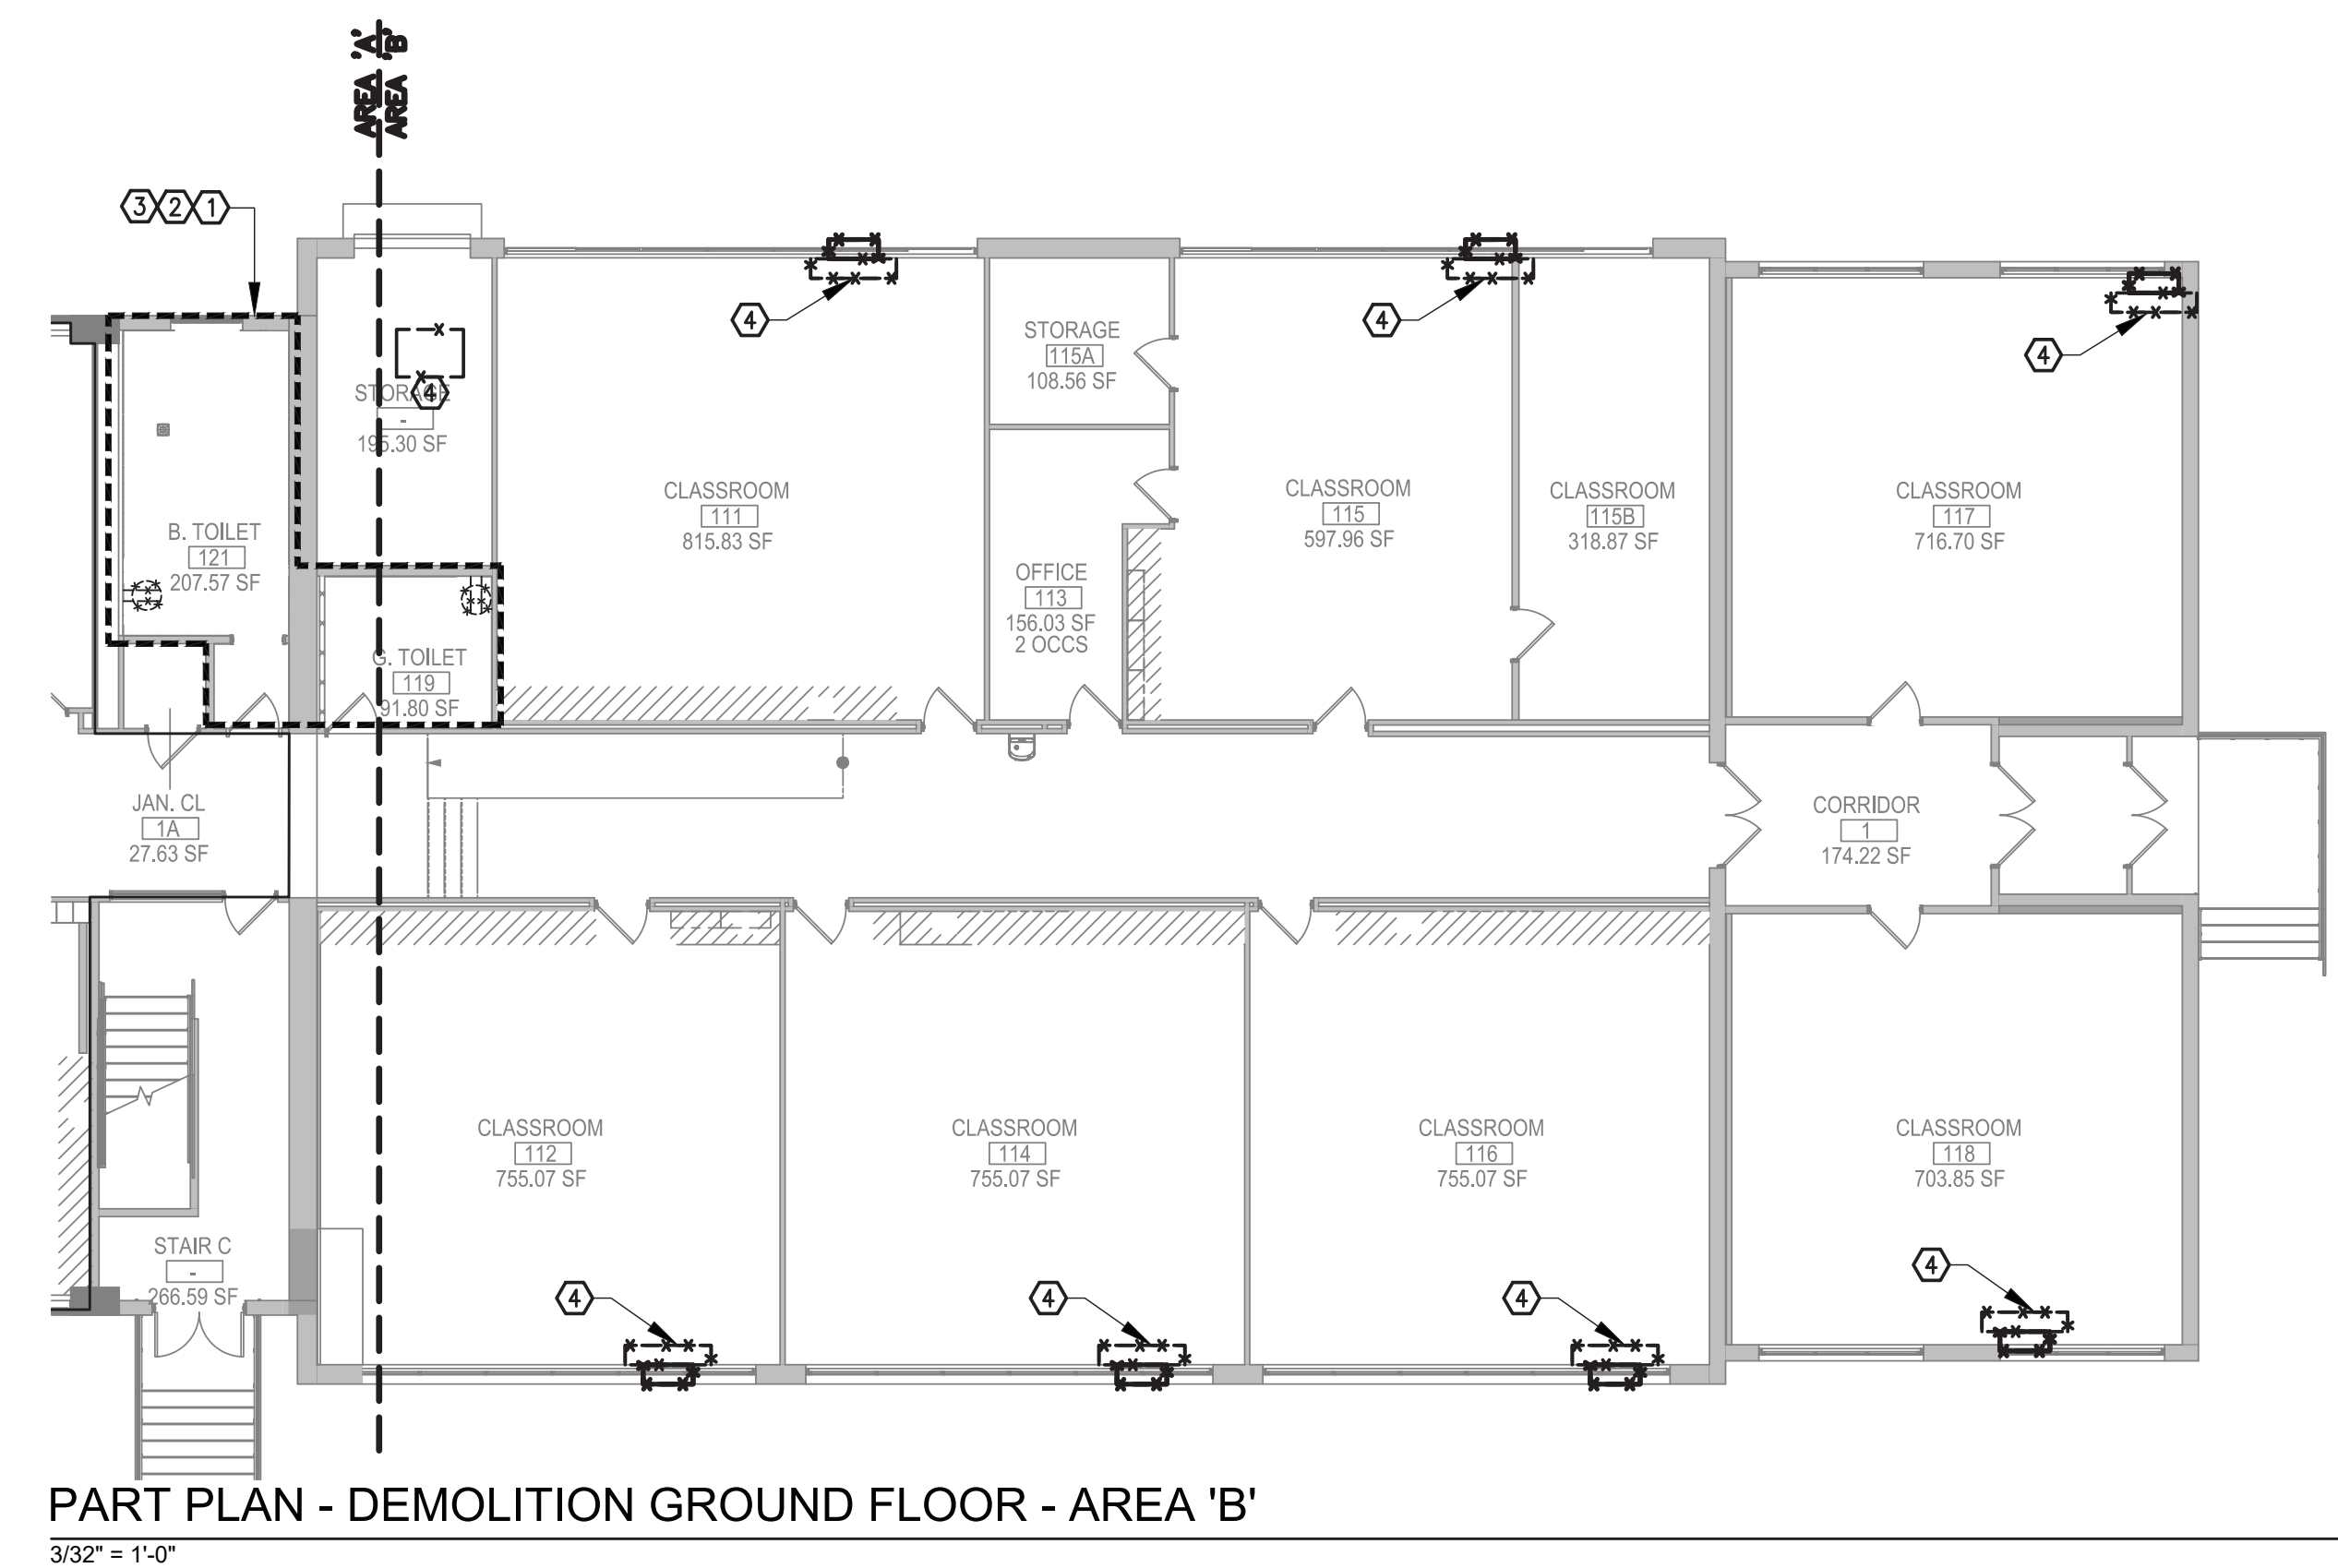 AREA 'A'
AREA 'B'
3 2 1
4
4
4
STORAGE
115A
108.56 SF
STORAGE
4
-
195.30 SF
CLASSROOM
111
815.83 SF
CLASSROOM
115
597.96 SF
CLASSROOM
115B
318.87 SF
CLASSROOM
117
716.70 SF
B. TOILET
121
207.57 SF
OFFICE
113
156.03 SF
2 OCCS
G. TOILET
119
91.80 SF
JAN. CL
1A
27.63 SF
CORRIDOR
1
174.22 SF
CLASSROOM
112
755.07 SF
CLASSROOM
114
755.07 SF
CLASSROOM
116
755.07 SF
CLASSROOM
118
703.85 SF
STAIR C
-
266.59 SF
4
4
4
4
PART PLAN - DEMOLITION GROUND FLOOR - AREA 'B'
3/32" = 1'-0"